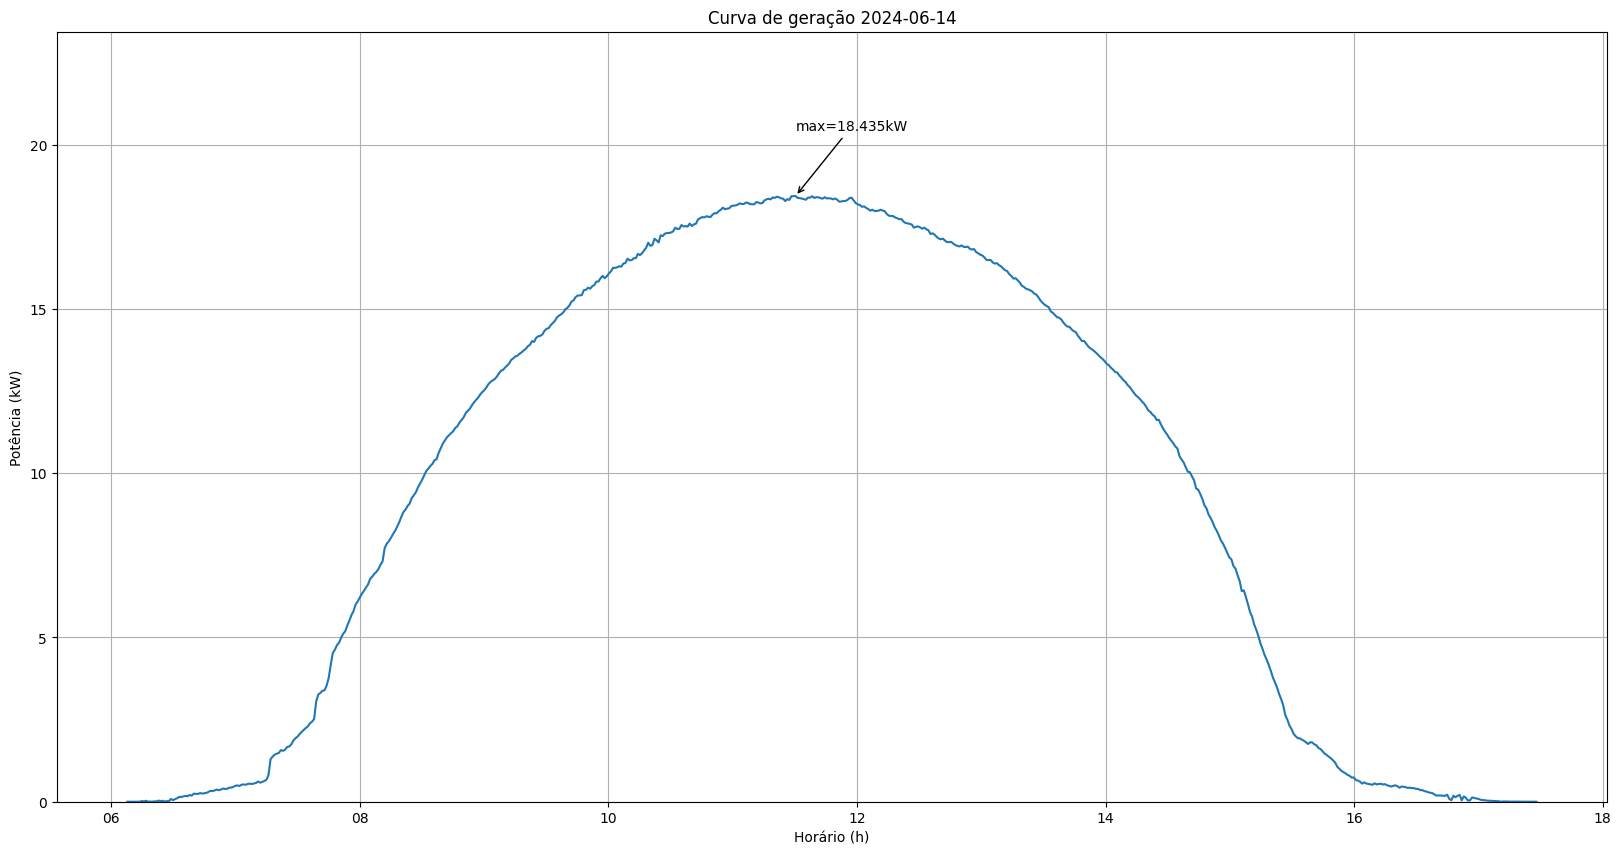 Curva de geração 2024-06-14
max=18.435kW
20
15
10
5
0
Potência (kW)
06 08 10 12 14 16 18
Horário (h)